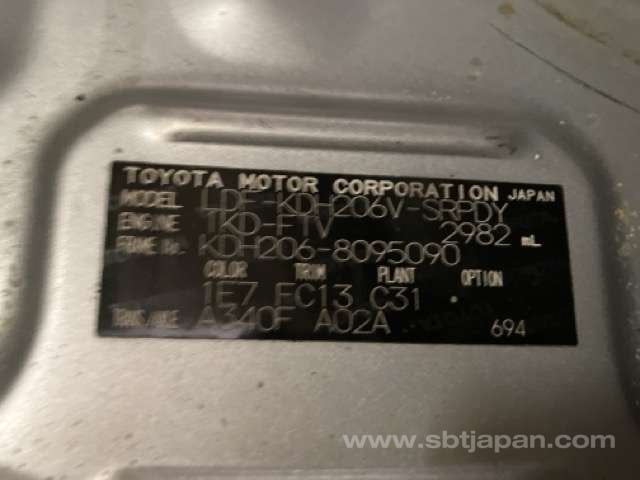 TOYOTA MOTOR CORPORATION JAPAN
MODEL LDF-KDH206V-SRPDY
ENGINE 1KD-FTV 2982 mL
FRAME No. KDH206-8095090
COLOR TRIM PLANT OPTION
1E7 FC13 C31
TRANS/AXLE A340F A02A 694
www.sbtjapan.com